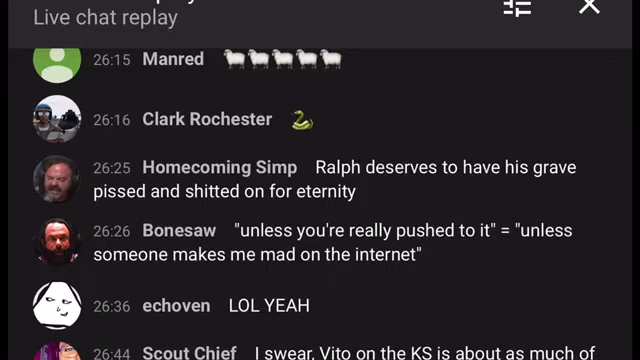 Live chat replay
26:15 Manred 🐑🐑🐑🐑🐑
26:16 Clark Rochester 🐍
26:25 Homecoming Simp Ralph deserves to have his grave
pissed and shitted on for eternity
26:26 Bonesaw "unless you're really pushed to it" = "unless
someone makes me mad on the internet"
26:36 echoven LOL YEAH
26:44 Scout Chief I swear, Vito on the KS is about as much of